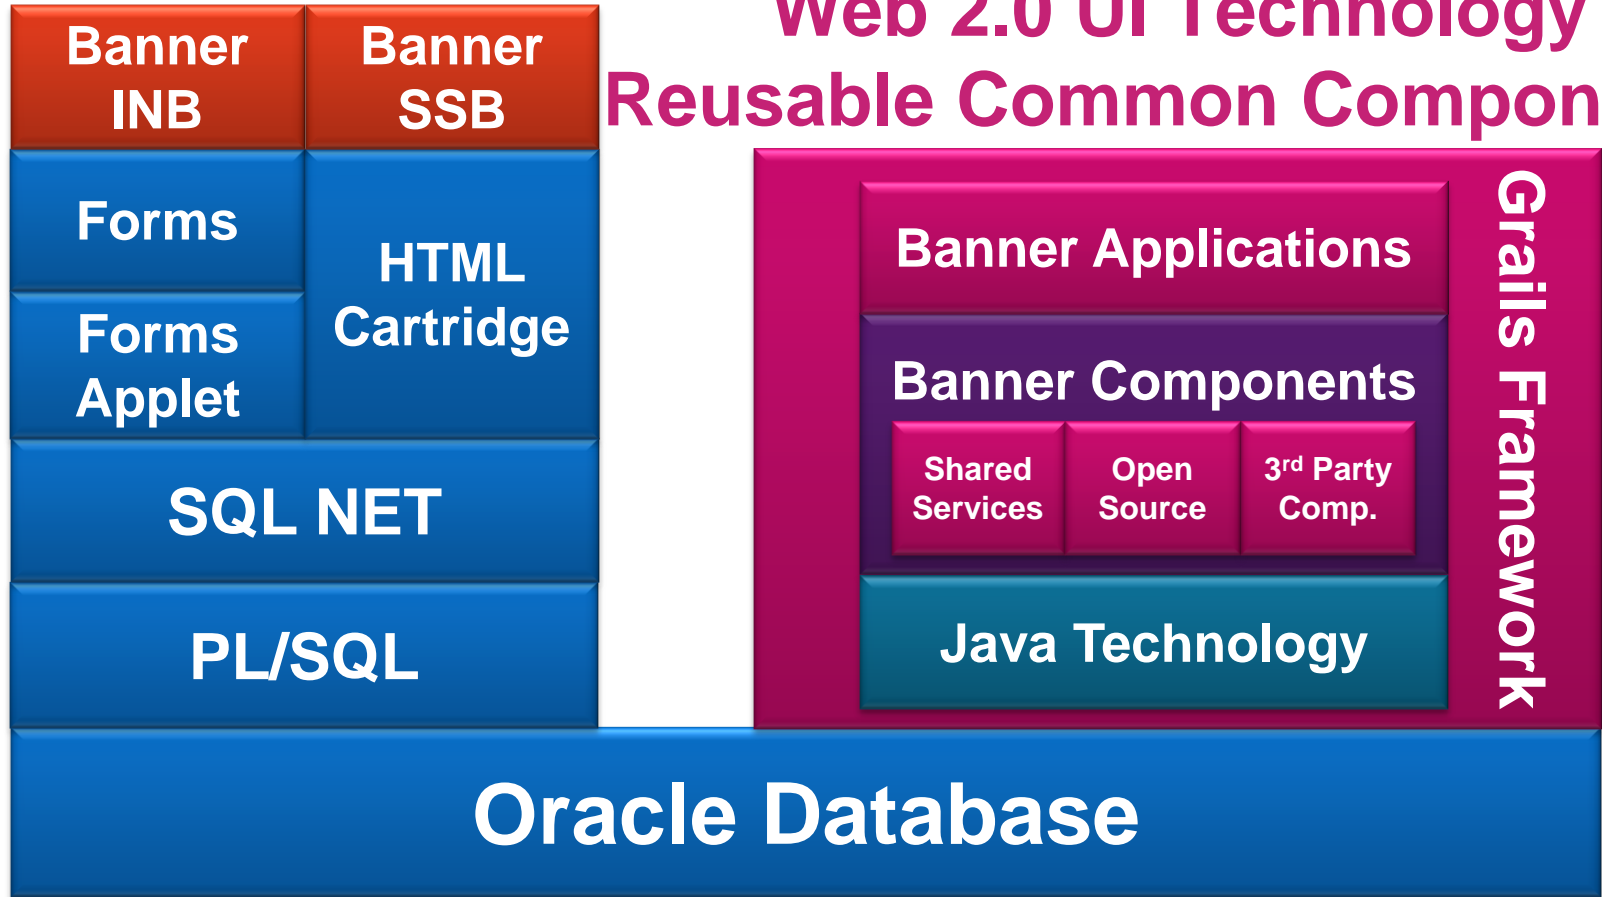 Web 2.0 UI Technology
Reusable Common Compon
Banner
INB
Banner
SSB
Forms
HTML
Cartridge
Forms
Applet
SQL NET
PL/SQL
Banner Applications
Banner Components
Shared
Services
Open
Source
3rd Party
Comp.
Java Technology
Grails Framework
Oracle Database